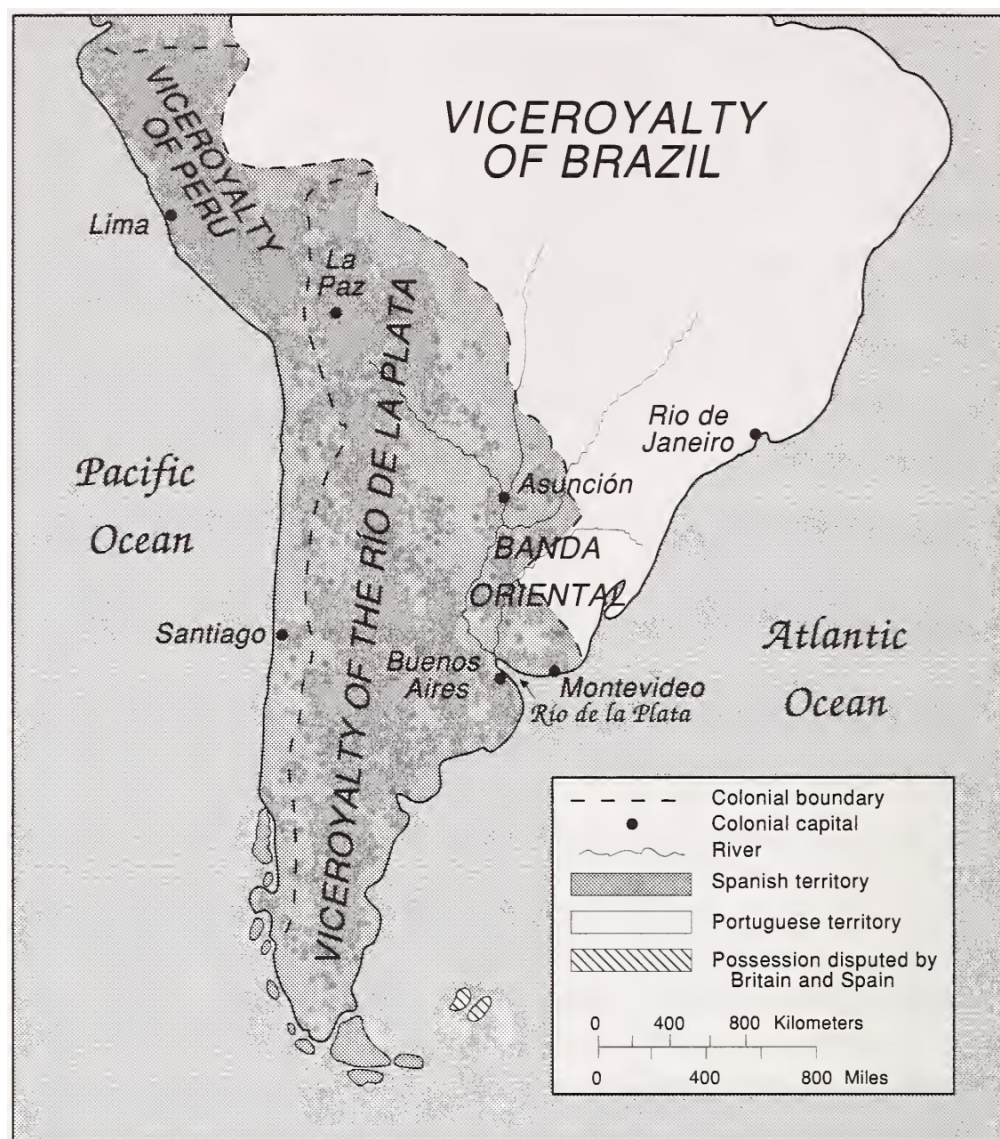 VICEROYALTY
OF BRAZIL
VICEROYALTY
OF PERU
Lima
La
Paz
VICEROYALTY OF THE RÍO DE LA PLATA
Rio de
Janeiro
Pacific
Ocean
Asunción
BANDA
ORIENTAL
Santiago
Buenos
Aires
Montevideo
Río de la Plata
Atlantic
Ocean
Colonial boundary
Colonial capital
River
Spanish territory
Portuguese territory
Possession disputed by
Britain and Spain
0 400 800 Kilometers
0 400 800 Miles